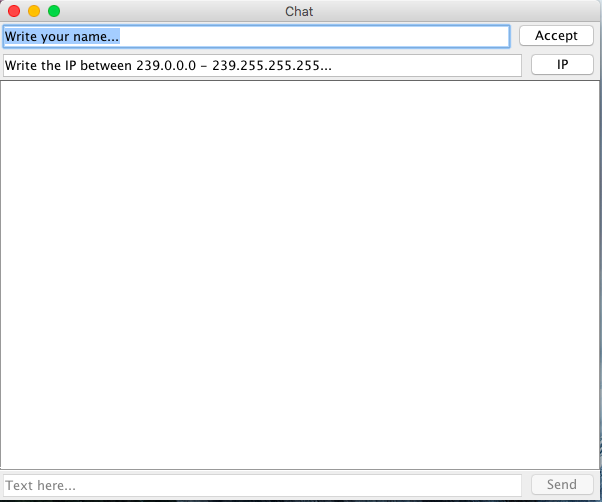 Chat
Write your name...
Accept
Write the IP between 239.0.0.0 - 239.255.255.255...
IP
Text here...
Send